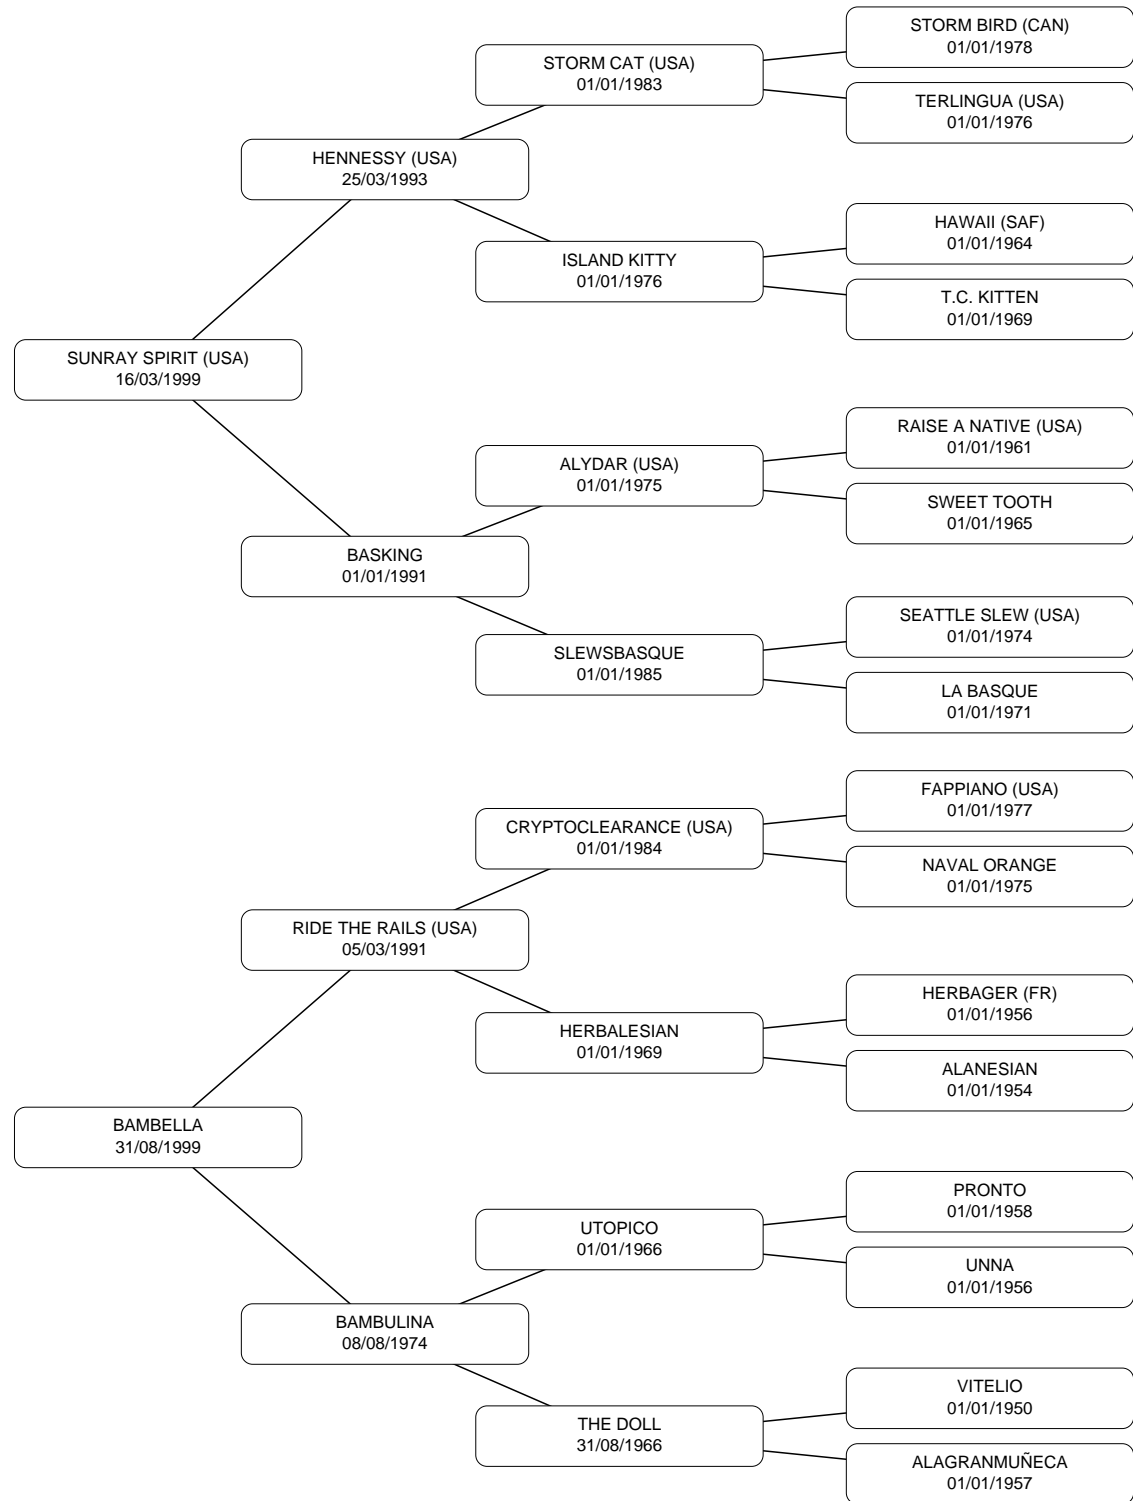 STORM BIRD (CAN)
01/01/1978
STORM CAT (USA)
01/01/1983
TERLINGUA (USA)
01/01/1976
HENNESSY (USA)
25/03/1993
HAWAII (SAF)
01/01/1964
ISLAND KITTY
01/01/1976
T.C. KITTEN
01/01/1969
SUNRAY SPIRIT (USA)
16/03/1999
RAISE A NATIVE (USA)
01/01/1961
ALYDAR (USA)
01/01/1975
SWEET TOOTH
01/01/1965
BASKING
01/01/1991
SEATTLE SLEW (USA)
01/01/1974
SLEWSBASQUE
01/01/1985
LA BASQUE
01/01/1971
FAPPIANO (USA)
01/01/1977
CRYPTOCLEARANCE (USA)
01/01/1984
NAVAL ORANGE
01/01/1975
RIDE THE RAILS (USA)
05/03/1991
HERBAGER (FR)
01/01/1956
HERBALESIAN
01/01/1969
ALANESIAN
01/01/1954
BAMBELLA
31/08/1999
PRONTO
01/01/1958
UTOPICO
01/01/1966
UNNA
01/01/1956
BAMBULINA
08/08/1974
VITELIO
01/01/1950
THE DOLL
31/08/1966
ALAGRANMUÑECA
01/01/1957